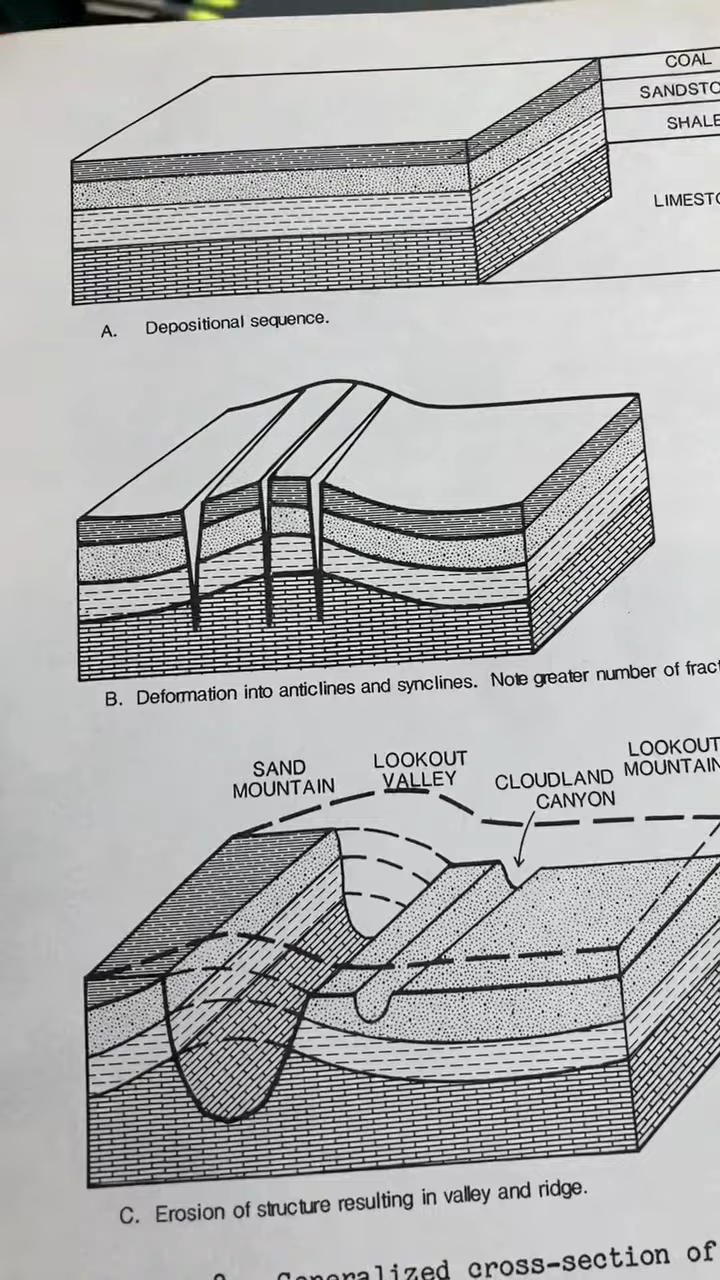 COAL
SANDSTO
SHALE
LIMESTO
A. Depositional sequence.
B. Deformation into anticlines and synclines. Note greater number of fract
SAND
MOUNTAIN
LOOKOUT
VALLEY
CLOUDLAND
CANYON
LOOKOUT
MOUNTAIN
C. Erosion of structure resulting in valley and ridge.
Generalized cross-section of